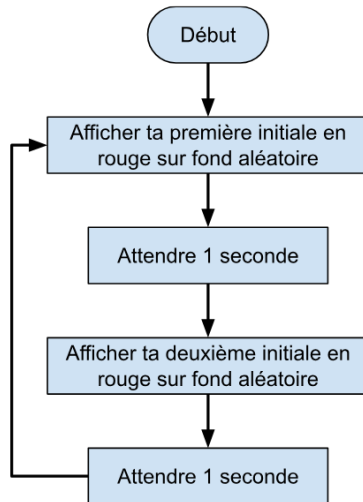 Début
Afficher ta première initiale en
rouge sur fond aléatoire
Attendre 1 seconde
Afficher ta deuxième initiale en
rouge sur fond aléatoire
Attendre 1 seconde